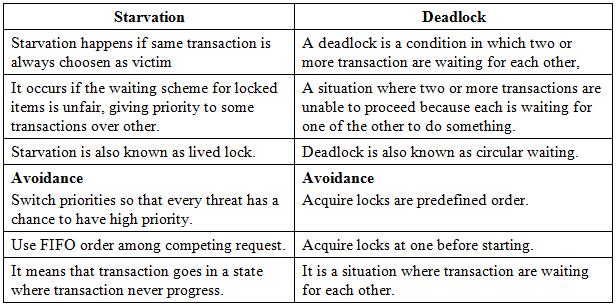 Starvation
Deadlock
Starvation happens if same transaction is
always choosen as victim
A deadlock is a condition in which two or
more transaction are waiting for each other,
It occurs if the waiting scheme for locked
items is unfair, giving priority to some
transactions over other.
A situation where two or more transactions are
unable to proceed because each is waiting for
one of the other to do something.
Starvation is also known as lived lock.
Deadlock is also known as circular waiting.
Avoidance
Switch priorities so that every threat has a
chance to have high priority.
Avoidance
Acquire locks are predefined order.
Use FIFO order among competing request.
Acquire locks at one before starting.
It means that transaction goes in a state
where transaction never progress.
It is a situation where transaction are waiting
for each other.